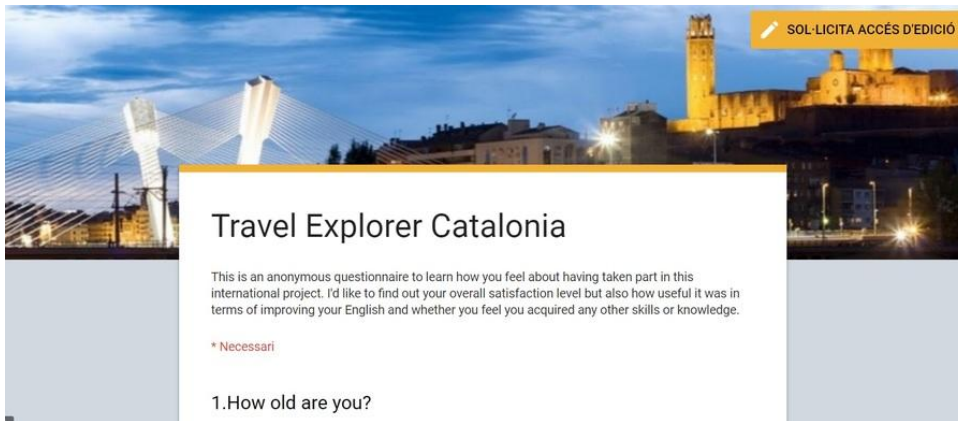 SOL·LICITA ACCÉS D'EDICIÓ
Travel Explorer Catalonia
This is an anonymous questionnaire to learn how you feel about having taken part in this
international project. I'd like to find out your overall satisfaction level but also how useful it was in
terms of improving your English and whether you feel you acquired any other skills or knowledge.
* Necessari
1.How old are you?